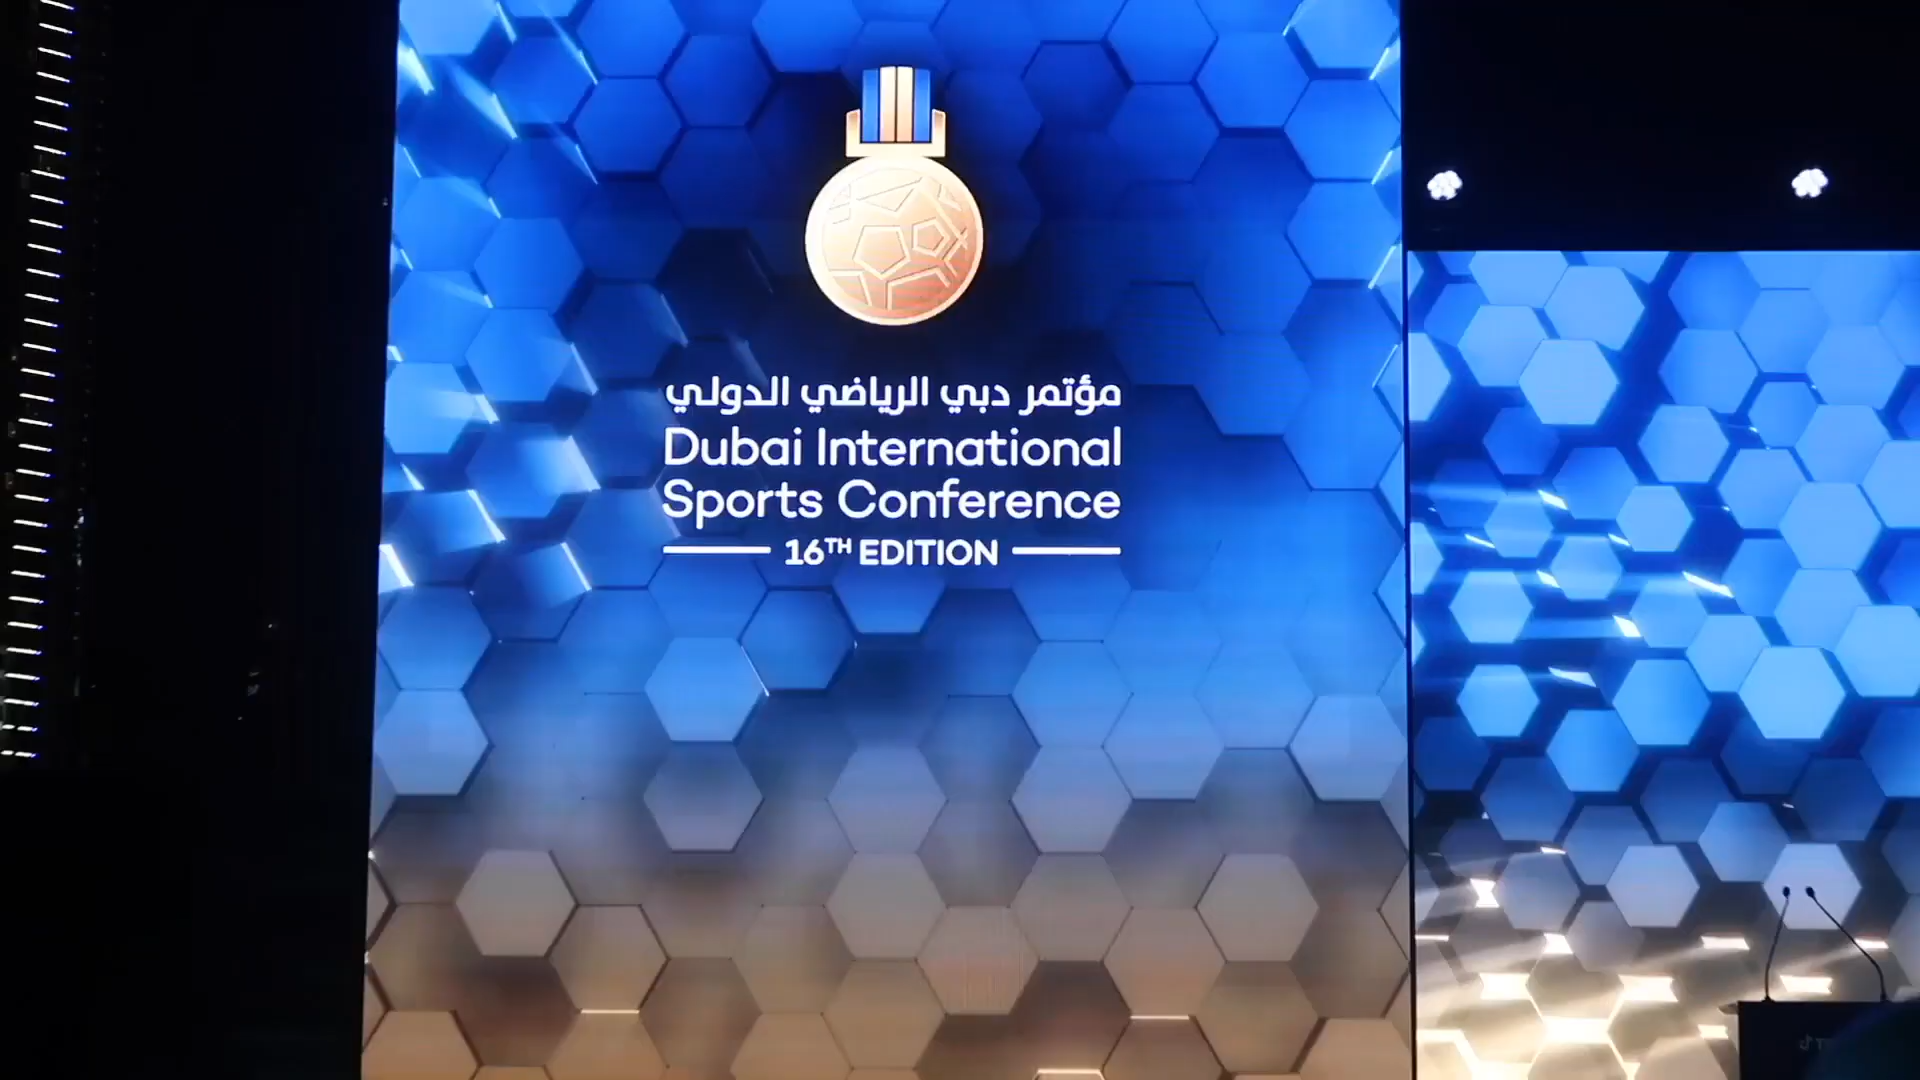 مؤتمر دبي الرياضي الدولي
Dubai International
Sports Conference
16TH EDITION